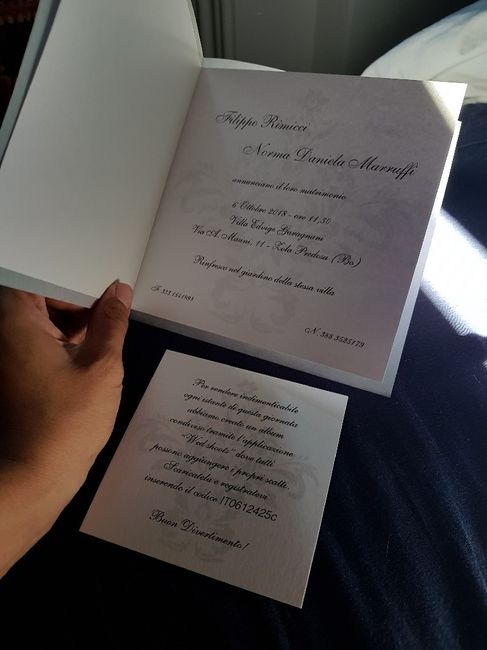 Filippo Rimicci
Norma Daniela Marruffi
annunciano il loro matrimonio
6 Ottobre 2018 - ore 11,30
Villa Edvige Garagnani
Via A. Masini, 11 - Zola Predosa (Bo)
Rinfresco nel giardino della stessa villa
N. 388 3525179
Per rendere indimenticabile
ogni istante di questa giornata
abbiamo creato un album
condiviso tramite l'applicazione
"Wed shoots" dove tutti
possono aggiungere i propri scatti.
Scaricatela e registratevi
inserendo il codice IT0612425c
Buon Divertimento!